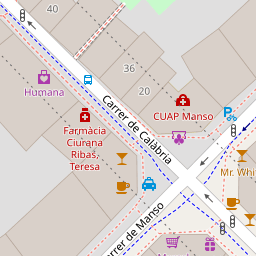 40
36
20
Humana
CUAP Manso
Farmàcia
Ciurana
Ribas,
Teresa
Carrer de Calàbria
Mr. Whi
Carrer de Manso